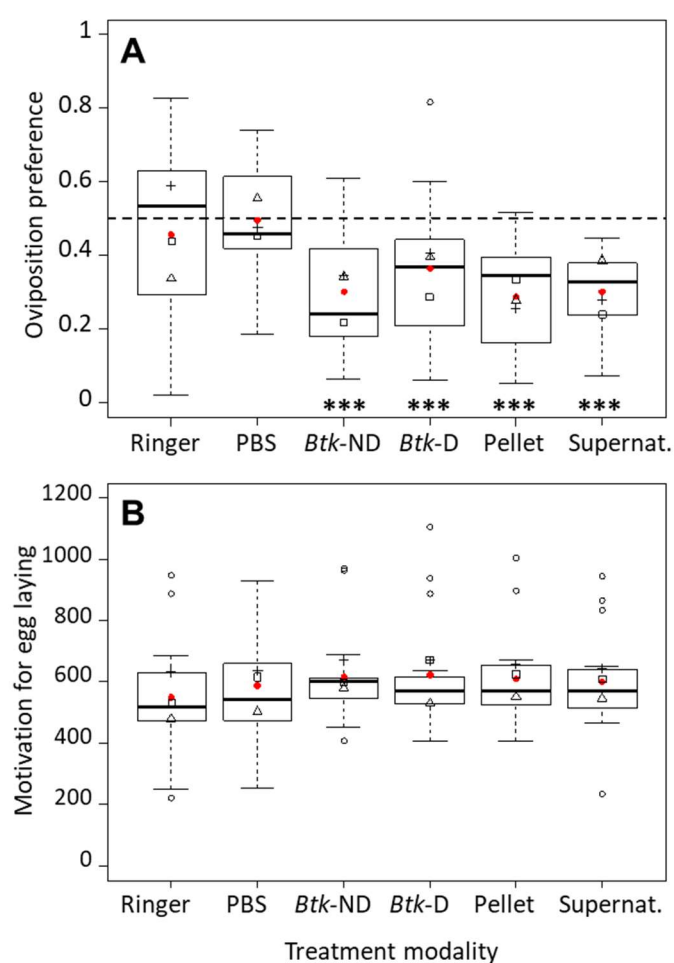 A
Oviposition preference
1
0.8
0.6
0.4
0.2
0
*** *** *** ***
Ringer PBS Btk-ND Btk-D Pellet Supernat.
B
Motivation for egg laying
1200
1000
800
600
400
200
0
Ringer PBS Btk-ND Btk-D Pellet Supernat.
Treatment modality